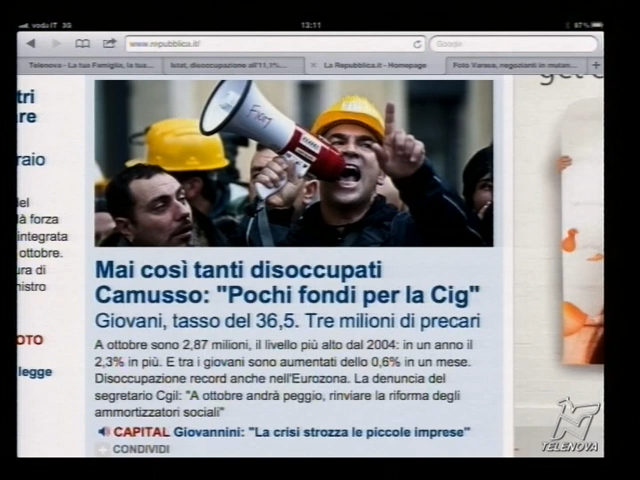 vodaIT 3G
13:11
87%
www.repubblica.it/
Google
Telenova - La tua Famiglia, la tua...
Istat, disoccupazione all'11,1%...
La Repubblica.it - Homepage
Foto Varese, negozianti in mutan...
tri
re
raio
lel
là forza
integrata
ottobre.
ura di
nistro
OTO
legge
Fiom
Mai così tanti disoccupati
Camusso: "Pochi fondi per la Cig"
Giovani, tasso del 36,5. Tre milioni di precari
A ottobre sono 2,87 milioni, il livello più alto dal 2004: in un anno il
2,3% in più. E tra i giovani sono aumentati dello 0,6% in un mese.
Disoccupazione record anche nell'Eurozona. La denuncia del
segretario Cgil: "A ottobre andrà peggio, rinviare la riforma degli
ammortizzatori sociali"
CAPITAL Giovannini: "La crisi strozza le piccole imprese"
CONDIVIDI
TELENOVA